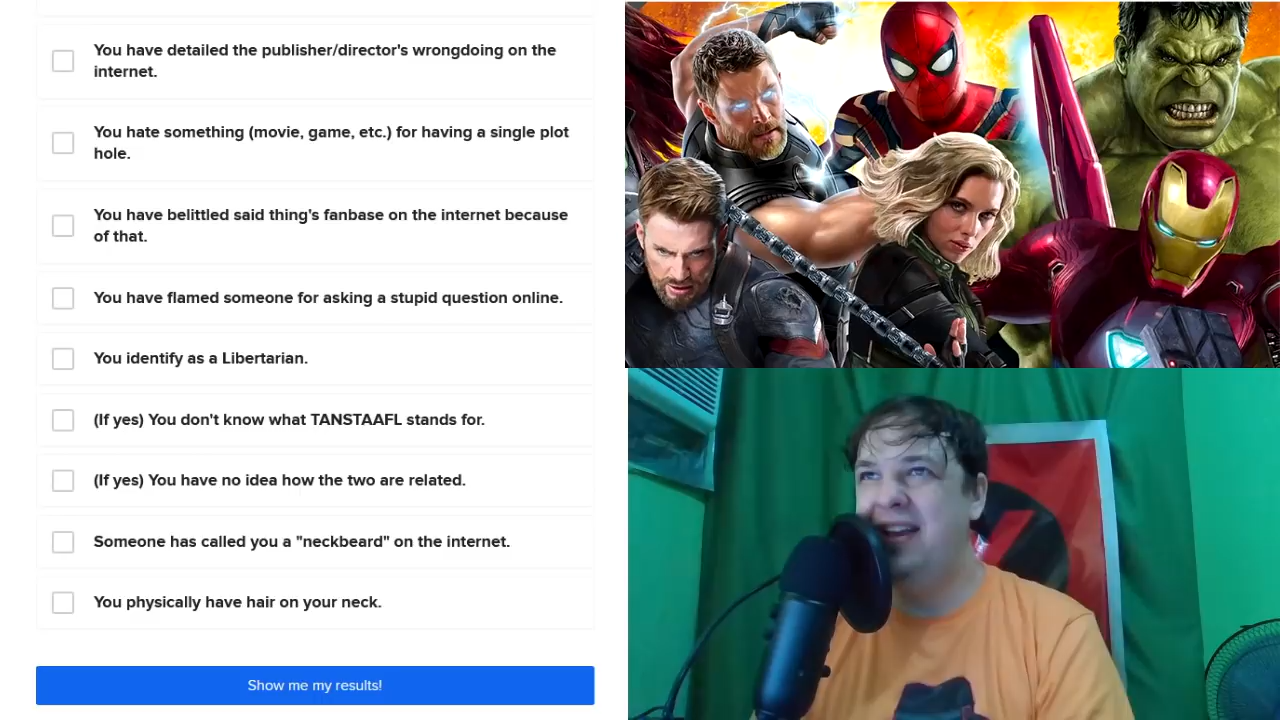 You have detailed the publisher/director's wrongdoing on the
internet.
You hate something (movie, game, etc.) for having a single plot
hole.
You have belittled said thing's fanbase on the internet because
of that.
You have flamed someone for asking a stupid question online.
You identify as a Libertarian.
(If yes) You don't know what TANSTAAFL stands for.
(If yes) You have no idea how the two are related.
Someone has called you a "neckbeard" on the internet.
You physically have hair on your neck.
Show me my results!